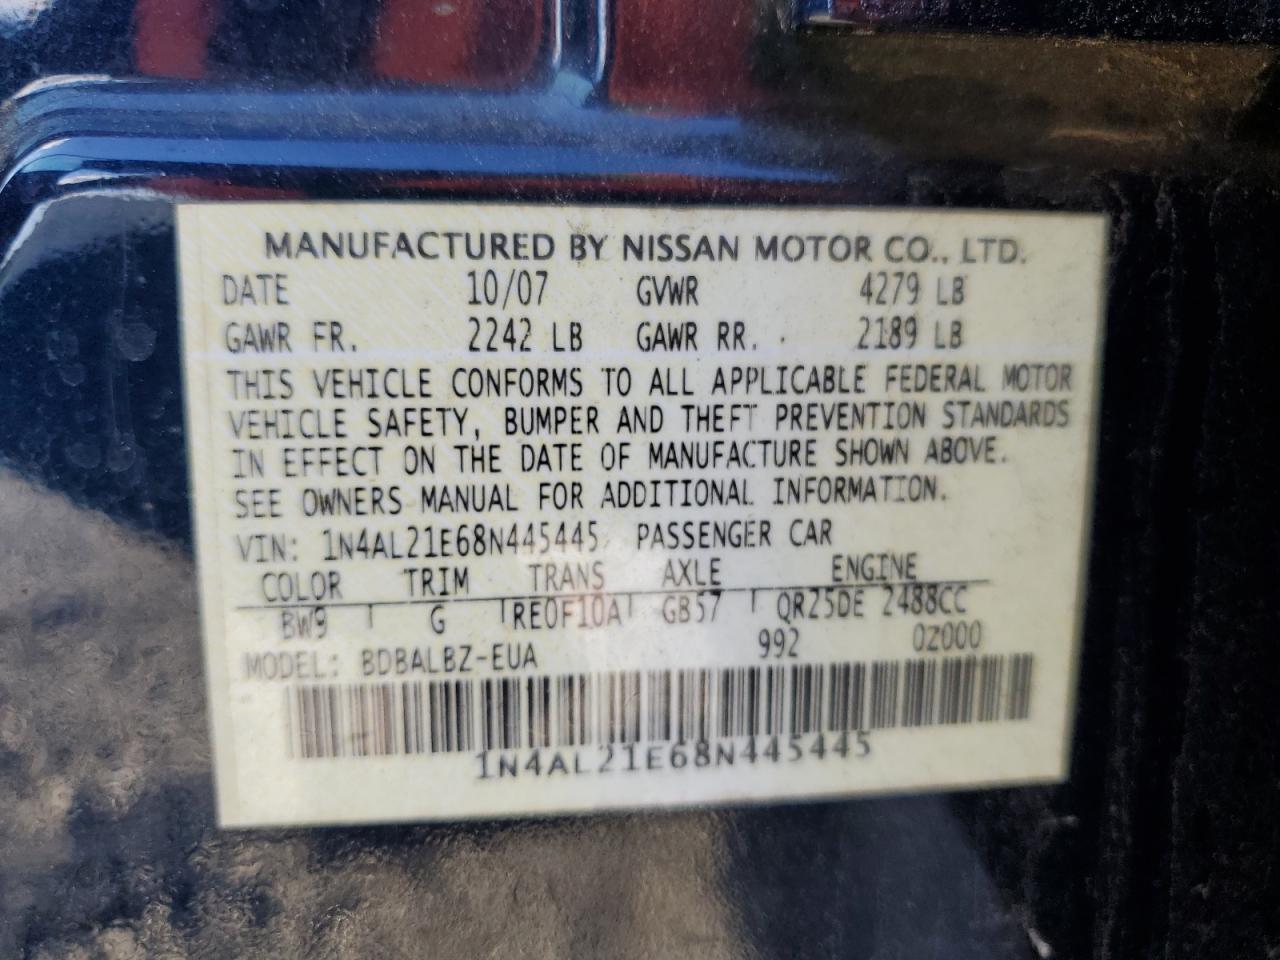 MANUFACTURED BY NISSAN MOTOR CO., LTD.
DATE 10/07 GVWR 4279 LB
GAWR FR. 2242 LB GAWR RR. 2189 LB
THIS VEHICLE CONFORMS TO ALL APPLICABLE FEDERAL MOTOR
VEHICLE SAFETY, BUMPER AND THEFT PREVENTION STANDARDS
IN EFFECT ON THE DATE OF MANUFACTURE SHOWN ABOVE.
SEE OWNERS MANUAL FOR ADDITIONAL INFORMATION.
VIN: 1N4AL21E68N445445 PASSENGER CAR
COLOR TRIM TRANS AXLE ENGINE
BW9 G RE0F10A GB57 QR25DE 2488CC
MODEL: BDBALBZ-EUA 992 0Z000
1N4AL21E68N445445